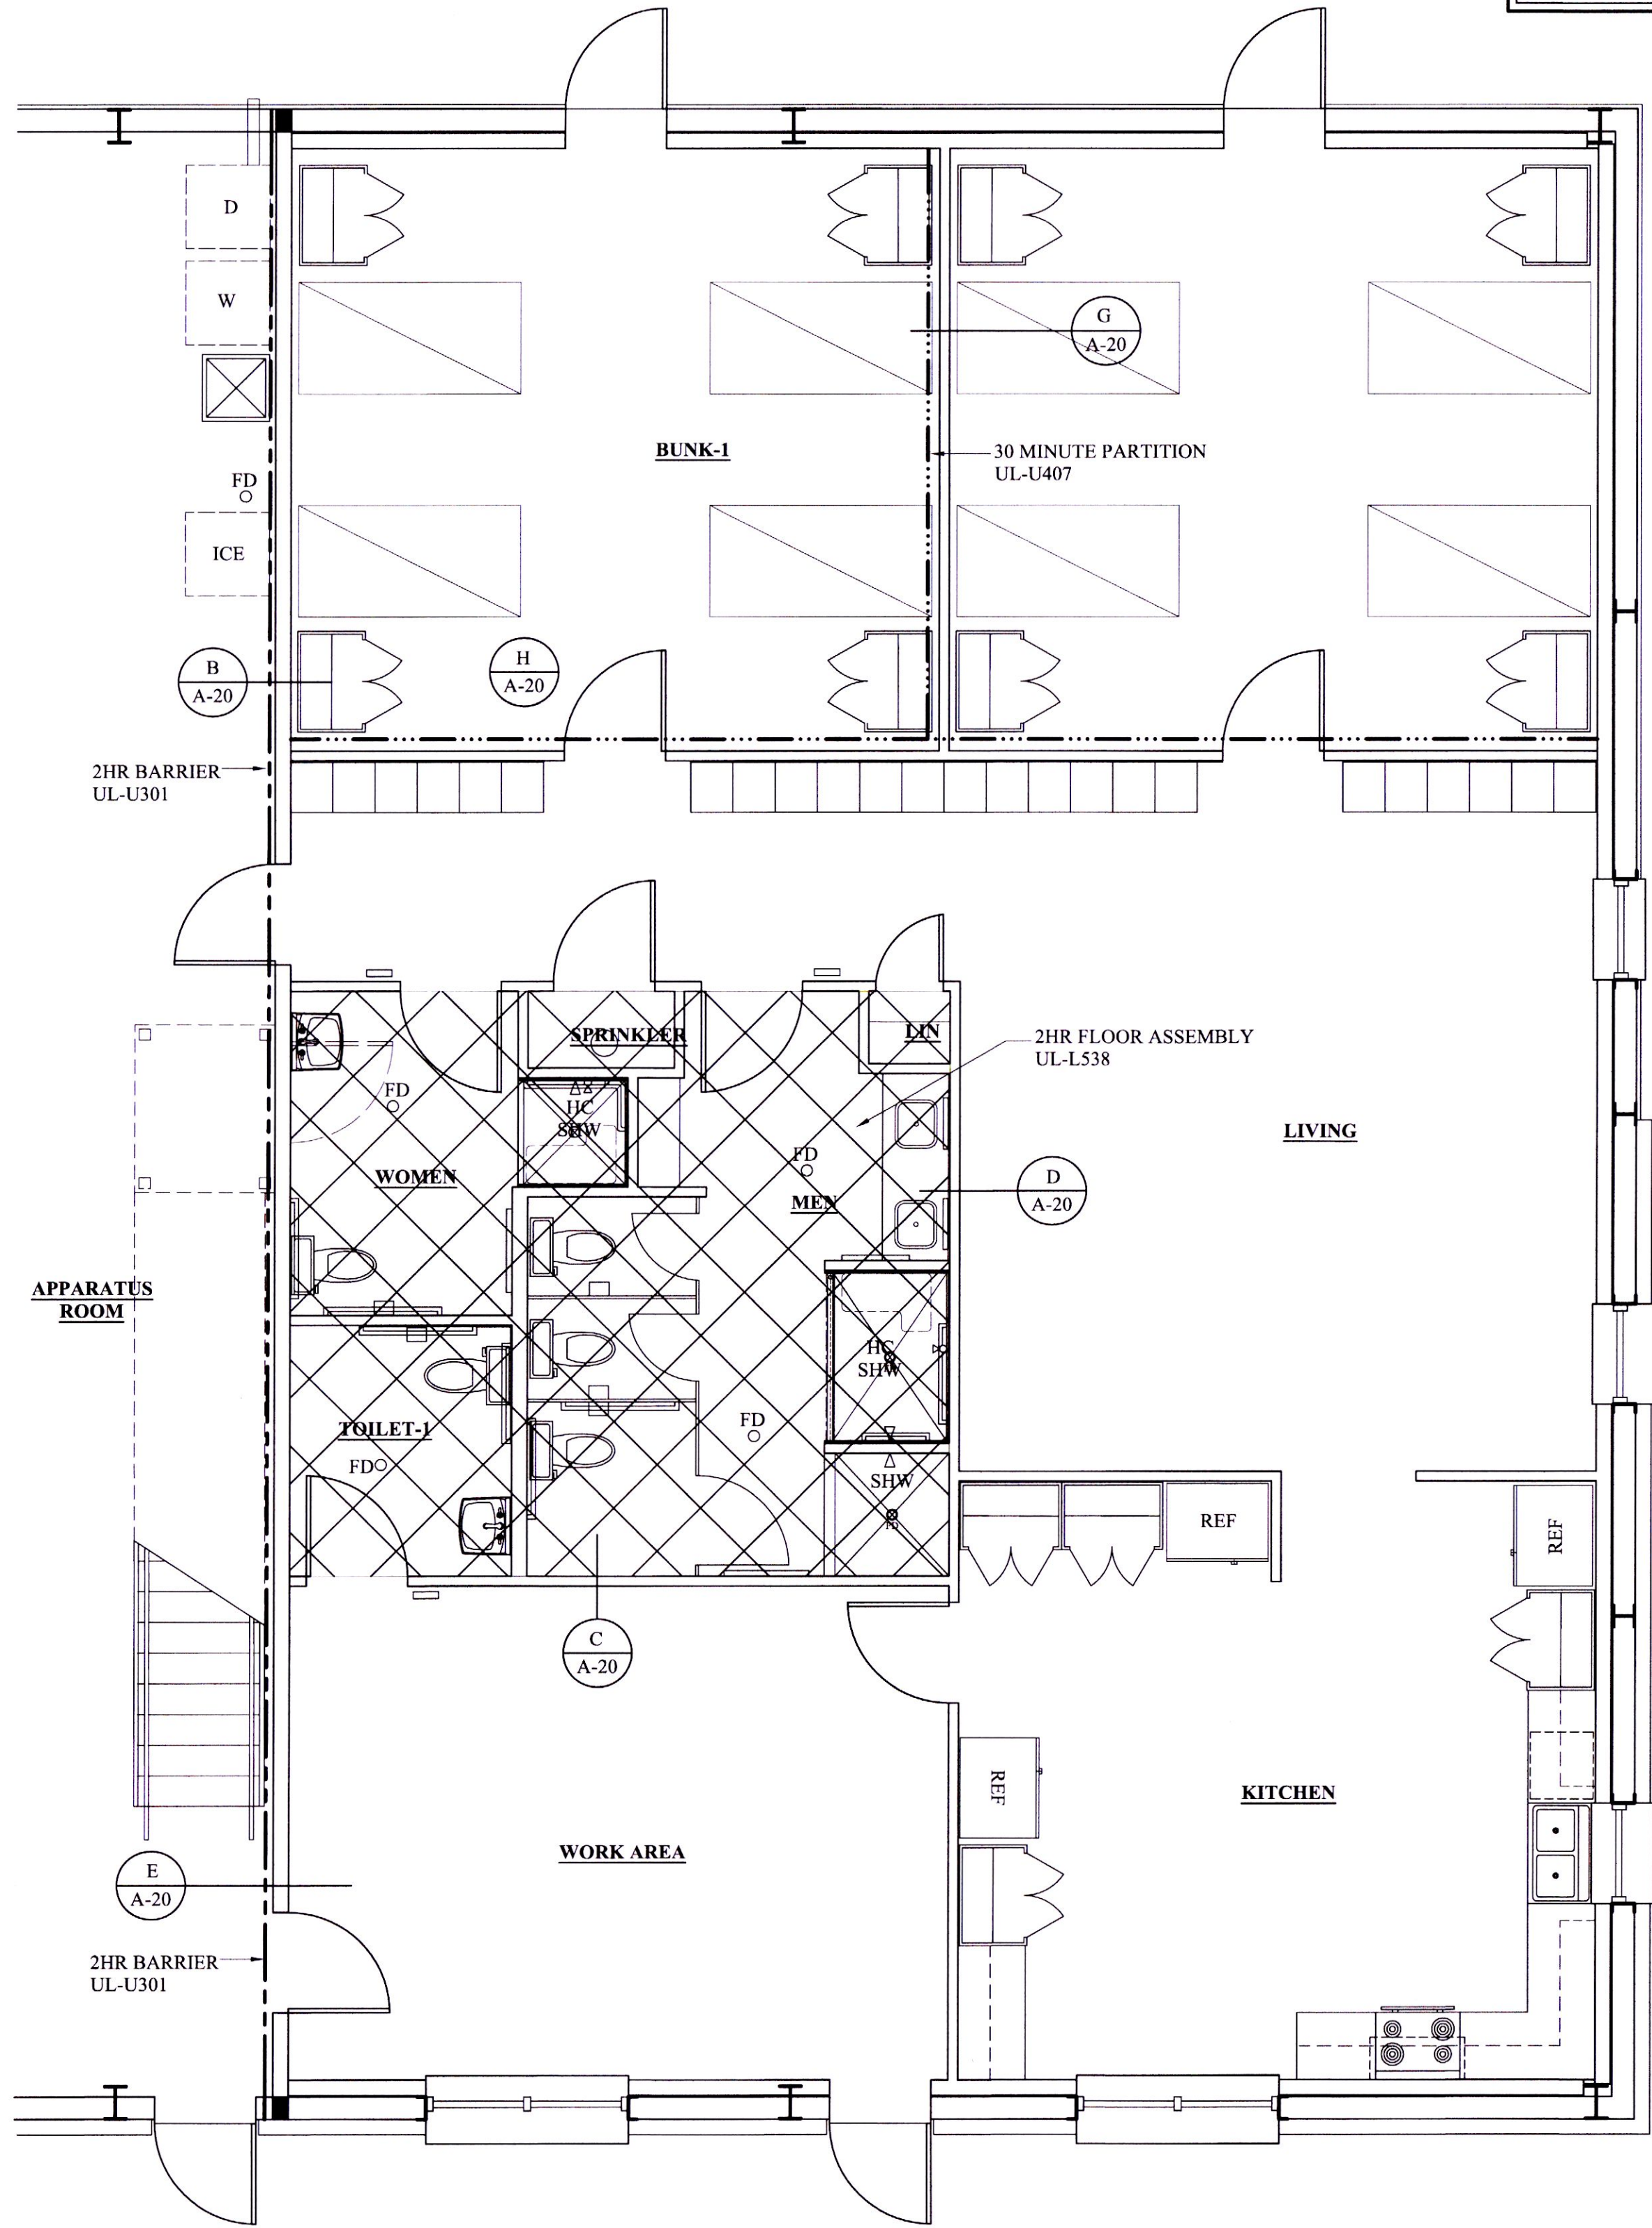 D
W
G
A-20
BUNK-1
30 MINUTE PARTITION
UL-U407
FD
ICE
B
A-20
H
A-20
2HR BARRIER
UL-U301
SPRINKLER
LIN
2HR FLOOR ASSEMBLY
UL-L538
FD
HC
SHW
LIVING
FD
WOMEN
D
A-20
MEN
APPARATUS
ROOM
HC
SHW
TOILET-1
FD
FD
SHW
REF
REF
C
A-20
REF
KITCHEN
WORK AREA
E
A-20
2HR BARRIER
UL-U301